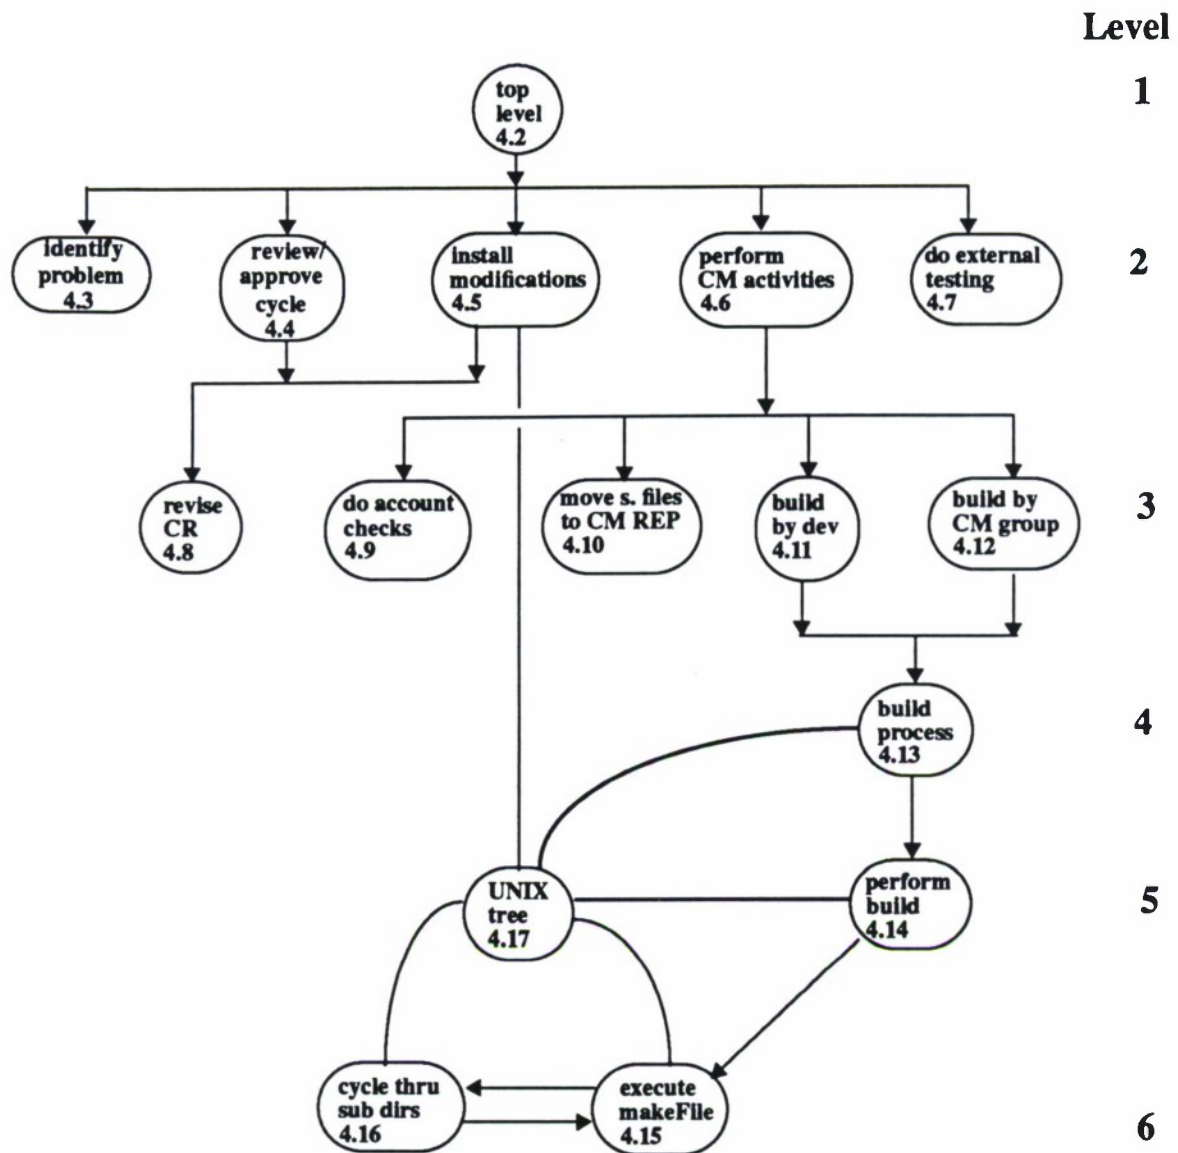 Level
1
top
level
4.2
identify
problem
4.3
review/
approve
cycle
4.4
install
modifications
4.5
perform
CM activities
4.6
do external
testing
4.7
2
revise
CR
4.8
do account
checks
4.9
move s. files
to CM REP
4.10
build
by dev
4.11
build by
CM group
4.12
3
build
process
4.13
4
UNIX
tree
4.17
perform
build
4.14
5
cycle thru
sub dirs
4.16
execute
makeFile
4.15
6